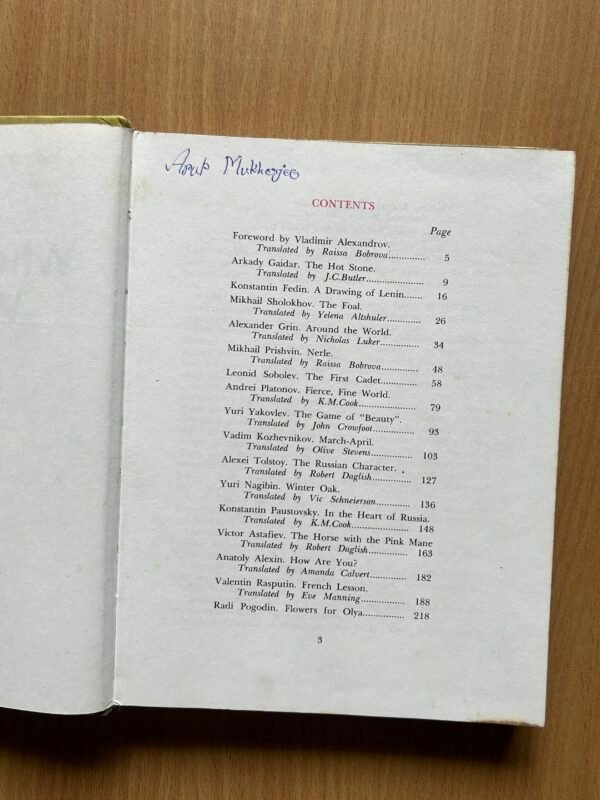 Arup Mukherjee
CONTENTS
Page
Foreword by Vladimir Alexandrov.
Translated by Raissa Bobrova.............. 5
Arkady Gaidar. The Hot Stone.
Translated by J.C.Butler...................... 9
Konstantin Fedin. A Drawing of Lenin....... 16
Mikhail Sholokhov. The Foal.
Translated by Yelena Altshuler............. 26
Alexander Grin. Around the World.
Translated by Nicholas Luker............... 34
Mikhail Prishvin. Nerle.
Translated by Raissa Bobrova.............. 48
Leonid Sobolev. The First Cadet............. 58
Andrei Platonov. Fierce, Fine World.
Translated by K.M.Cook...................... 79
Yuri Yakovlev. The Game of "Beauty".
Translated by John Crowfoot................ 93
Vadim Kozhevnikov. March-April.
Translated by Olive Stevens................ 103
Alexei Tolstoy. The Russian Character.
Translated by Robert Daglish............... 127
Yuri Nagibin. Winter Oak.
Translated by Vic Schneierson............. 136
Konstantin Paustovsky. In the Heart of Russia.
Translated by K.M.Cook...................... 148
Victor Astafiev. The Horse with the Pink Mane
Translated by Robert Daglish............... 163
Anatoly Alexin. How Are You?
Translated by Amanda Calvert.............. 182
Valentin Rasputin. French Lesson.
Translated by Eve Manning.................. 188
Radi Pogodin. Flowers for Olya................ 218
3